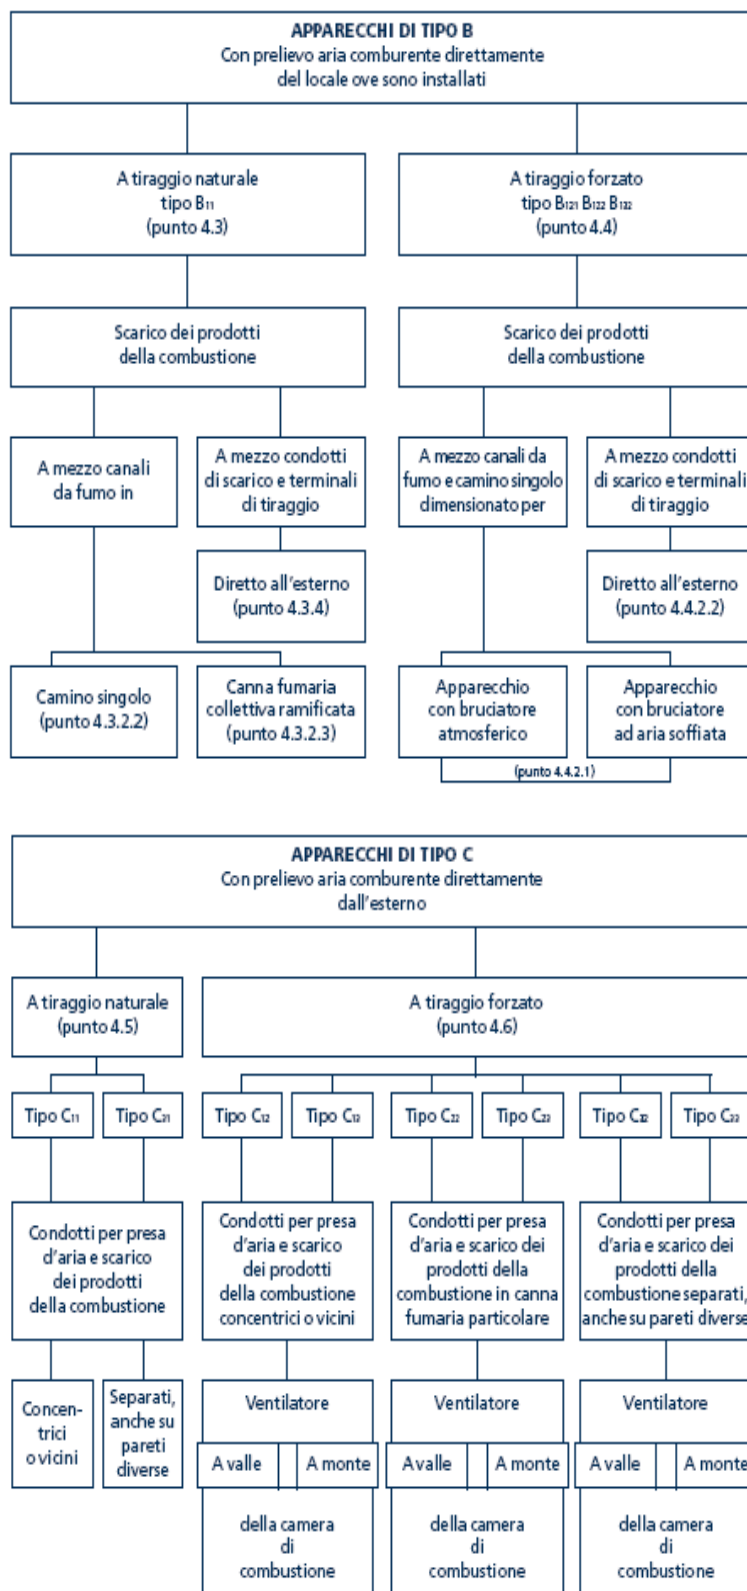 APPARECCHI DI TIPO B
Con prelievo aria comburente direttamente
del locale ove sono installati
A tiraggio naturale
tipo B₁₁
(punto 4.3)
A tiraggio forzato
tipo B₁₂₁ B₁₂₂ B₁₃₂
(punto 4.4)
Scarico dei prodotti
della combustione
Scarico dei prodotti
della combustione
A mezzo canali
da fumo in
A mezzo condotti
di scarico e terminali
di tiraggio
A mezzo canali da
fumo e camino singolo
dimensionato per
A mezzo condotti
di scarico e terminali
di tiraggio
Diretto all'esterno
(punto 4.3.4)
Diretto all'esterno
(punto 4.4.2.2)
Camino singolo
(punto 4.3.2.2)
Canna fumaria
collettiva ramificata
(punto 4.3.2.3)
Apparecchio
con bruciatore
atmosferico
Apparecchio
con bruciatore
ad aria soffiata
(punto 4.4.2.1)
APPARECCHI DI TIPO C
Con prelievo aria comburente direttamente
dall'esterno
A tiraggio naturale
(punto 4.5)
A tiraggio forzato
(punto 4.6)
Tipo C₁₁
Tipo C₃₁
Tipo C₁₂
Tipo C₁₃
Tipo C₂₂
Tipo C₂₃
Tipo C₃₂
Tipo C₃₃
Condotti per presa
d'aria e scarico
dei prodotti
della combustione
Condotti per presa
d'aria e scarico
dei prodotti
della combustione
concentrici o vicini
Condotti per presa
d'aria e scarico dei
prodotti della
combustione in canna
fumaria particolare
Condotti per presa
d'aria e scarico dei
prodotti della
combustione separati,
anche su pareti diverse
Concen-
trici
o vicini
Separati,
anche su
pareti
diverse
Ventilatore
A valle
A monte
della camera
di
combustione
Ventilatore
A valle
A monte
della camera
di
combustione
Ventilatore
A valle
A monte
della camera
di
combustione